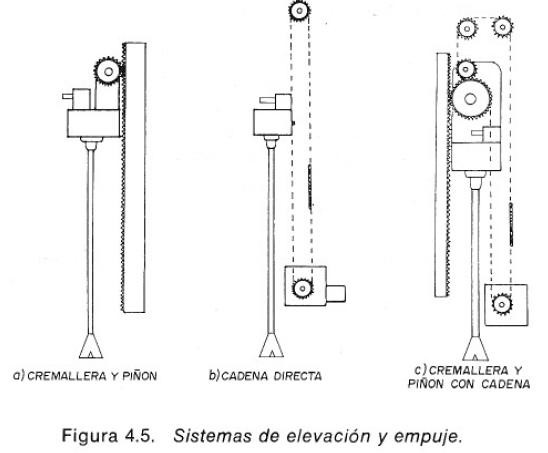 a) CREMALLERA Y PIÑON
b) CADENA DIRECTA
c) CREMALLERA Y
PIÑON CON CADENA
Figura 4.5. Sistemas de elevación y empuje.